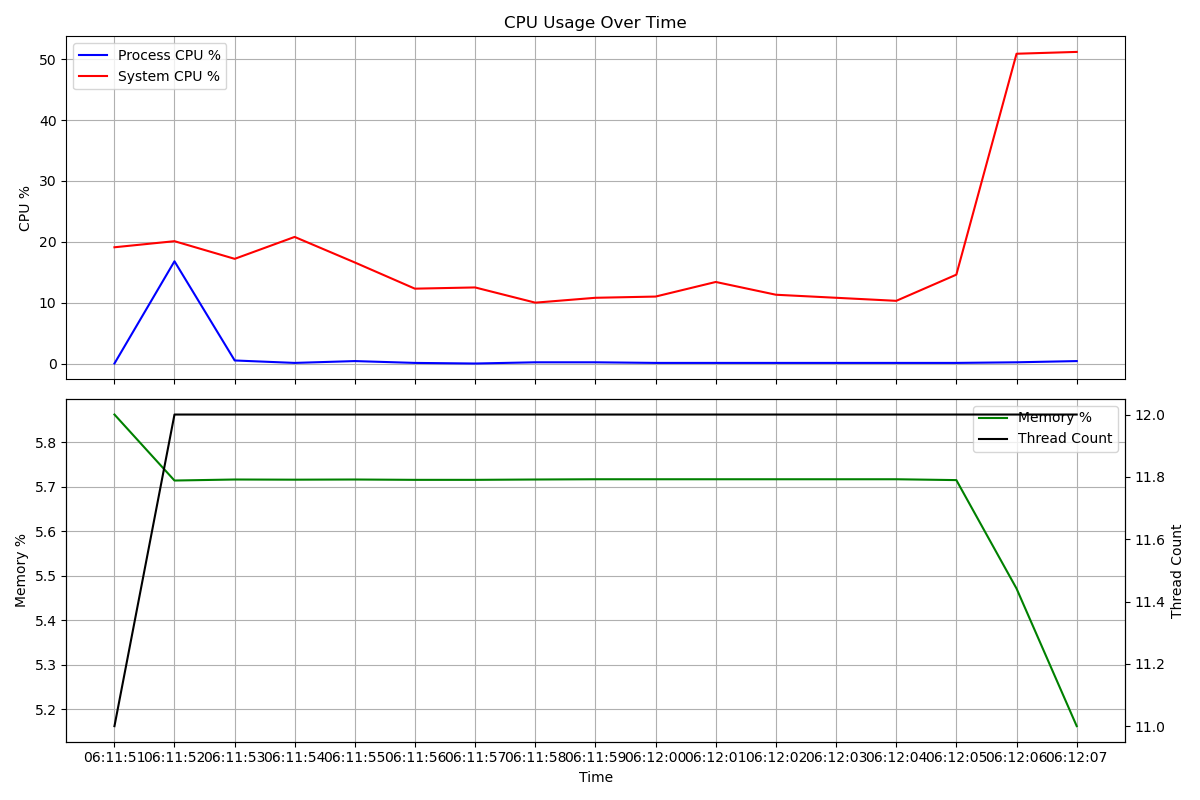 CPU Usage Over Time
Process CPU %
System CPU %
CPU %
50
40
30
20
10
0
Memory %
Thread Count
Memory %
5.8
5.7
5.6
5.5
5.4
5.3
5.2
12.0
11.8
11.6
11.4
11.2
11.0
Thread Count
06:11:51 06:11:52 06:11:53 06:11:54 06:11:55 06:11:56 06:11:57 06:11:58 06:11:59 06:12:00 06:12:01 06:12:02 06:12:03 06:12:04 06:12:05 06:12:06 06:12:07
Time